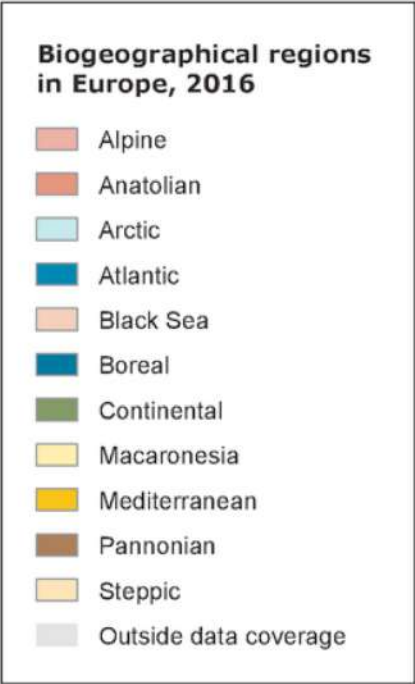 Biogeographical regions
in Europe, 2016
Alpine
Anatolian
Arctic
Atlantic
Black Sea
Boreal
Continental
Macaronesia
Mediterranean
Pannonian
Steppic
Outside data coverage